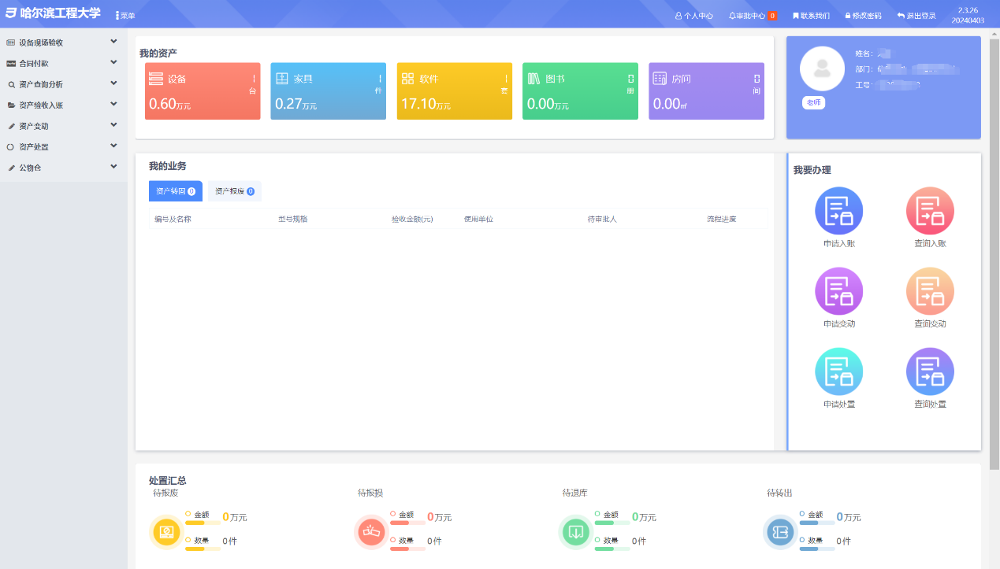 哈尔滨工程大学
菜单
个人中心
审批中心 0
联系我们
修改密码
退出登录
2.3.26
20240403
设备现场验收
合同付款
资产查询分析
资产验收入账
资产变动
资产处置
公物仓
我的资产
设备 1
台
0.60万元
家具 1
件
0.27万元
软件 1
套
17.10万元
图书 0
册
0.00万元
房间 0
间
0.00㎡
姓名:
部门:
工号:
老师
我的业务
资产转固 0
资产报废 0
编号及名称 型号规格 验收金额(元) 使用单位 待审批人 流程进度
我要办理
申请入账
查询入账
申请变动
查询变动
申请处置
查询处置
处置汇总
待报废
金额 0万元
数量 0件
待报损
金额 0万元
数量 0件
待退库
金额 0万元
数量 0件
待转出
金额 0万元
数量 0件